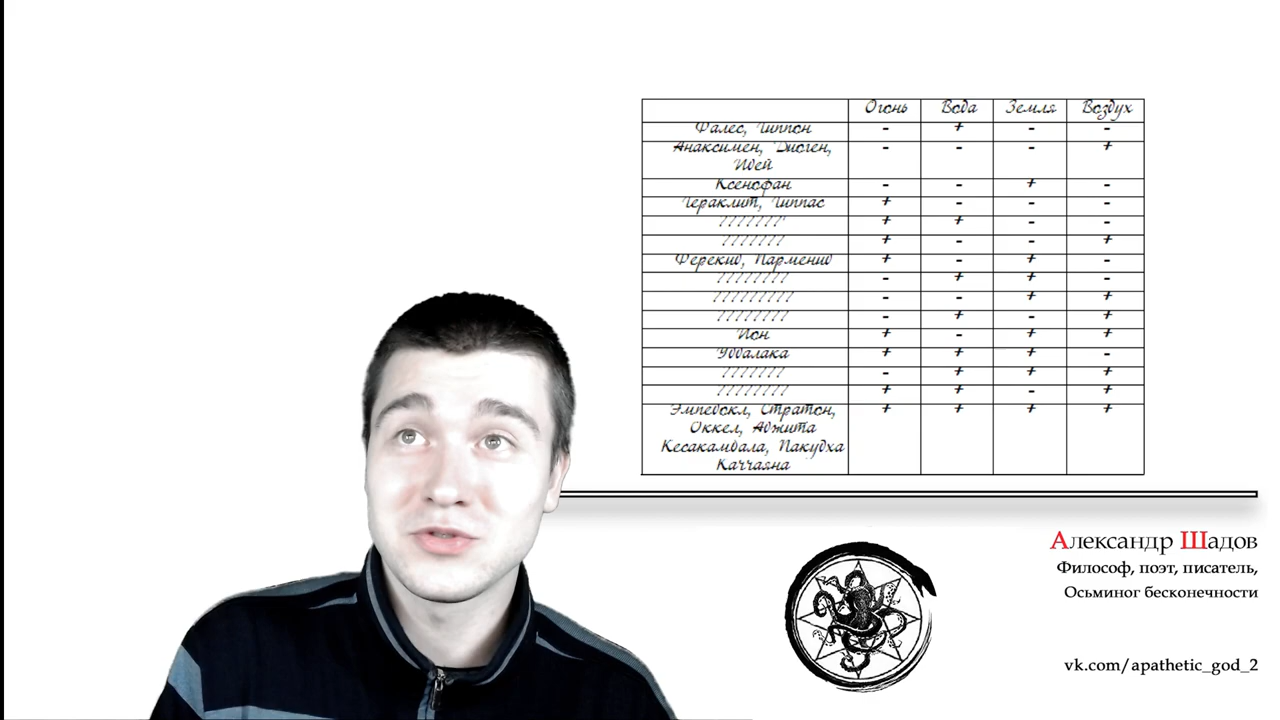 Огонь Вода Земля Воздух
Фалес, Гиппон - + - -
Анаксимен, Диоген, - - - +
Идей
Ксенофан - - + -
Гераклит, Гиппас + - - -
???????' + + - -
??????? + - - +
Ферекид, Парменид + - + -
???????? - + + -
????????? - - + +
???????? - + - +
Ион + - + +
Уддалака + + + -
??????? - + + +
???????? + + - +
Эмпедокл, Стратон, + + + +
Оккел, Аджита
Кесакамбала, Пакудха
Каччаяна
Александр Шадов
Философ, поэт, писатель,
Осьминог бесконечности
vk.com/apathetic_god_2